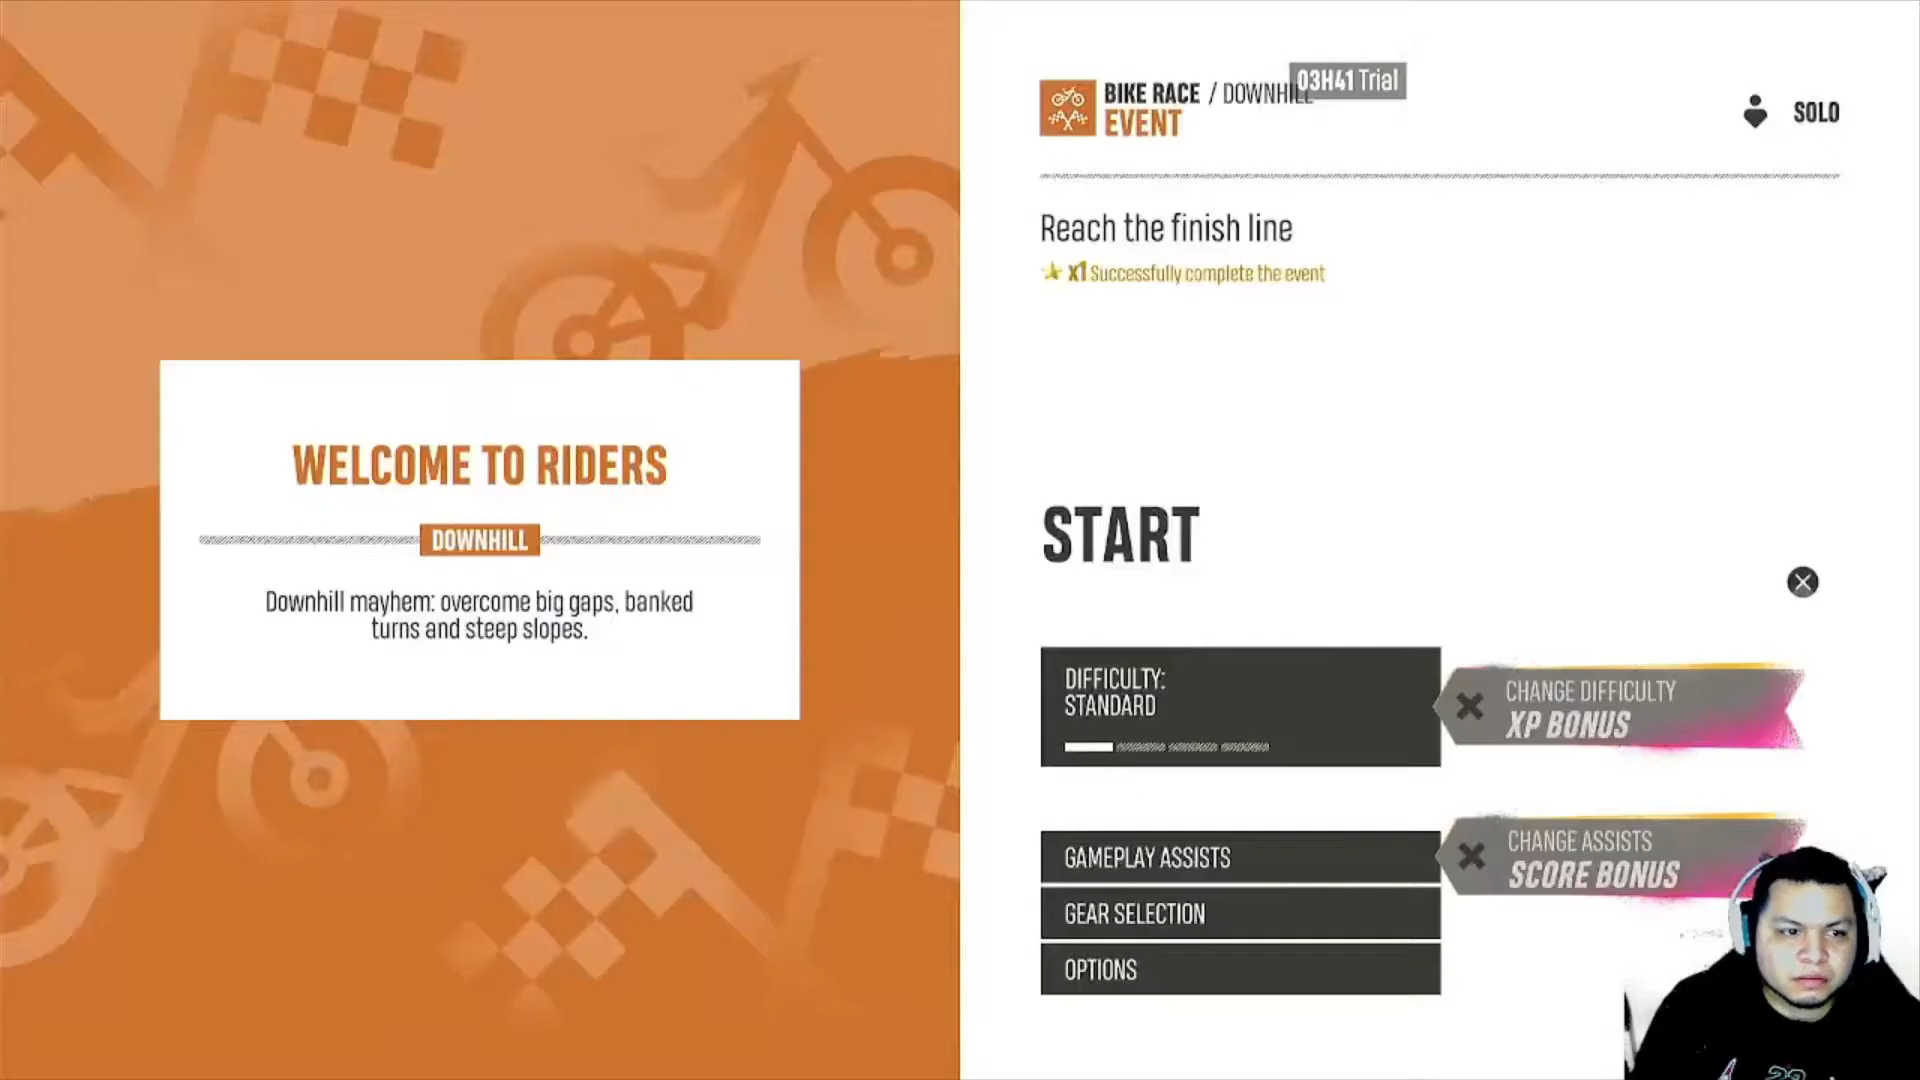 WELCOME TO RIDERS
DOWNHILL
Downhill mayhem: overcome big gaps, banked
turns and steep slopes.
BIKE RACE / DOWNHILL
EVENT
03H41 Trial
SOLO
Reach the finish line
x1 Successfully complete the event
START
DIFFICULTY:
STANDARD
CHANGE DIFFICULTY
XP BONUS
GAMEPLAY ASSISTS
CHANGE ASSISTS
SCORE BONUS
GEAR SELECTION
OPTIONS
23